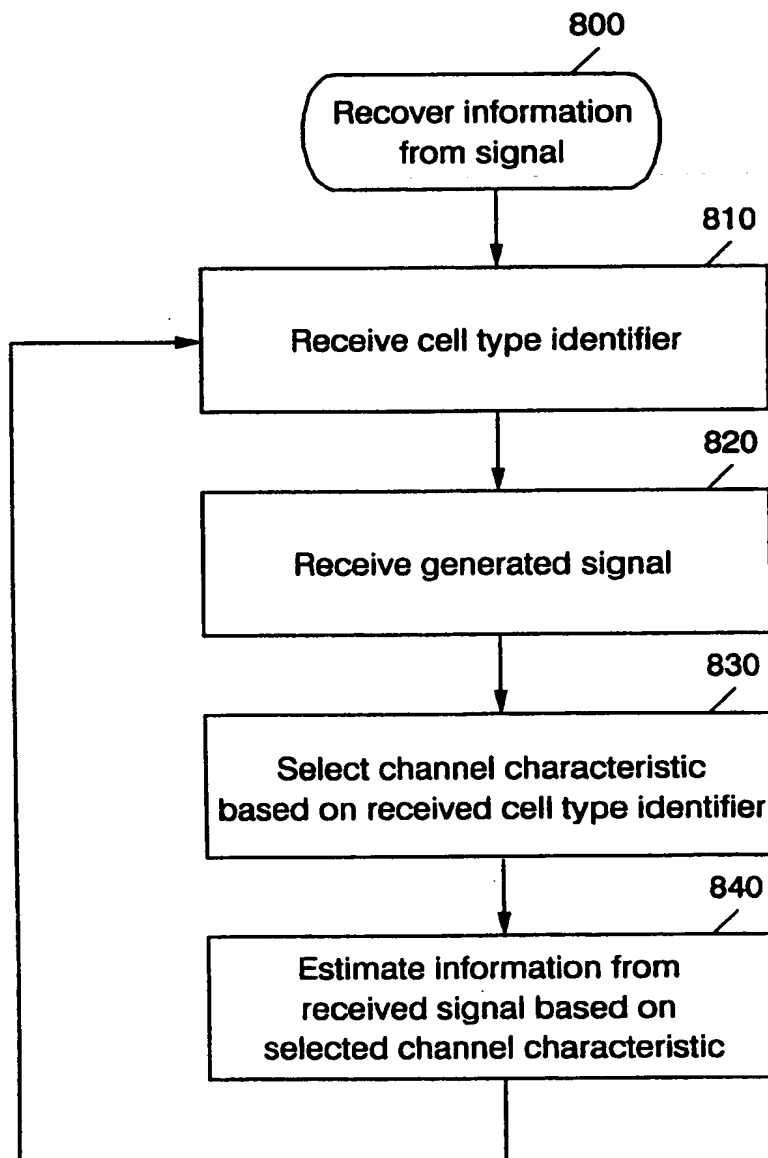 800
Recover information
from signal
810
Receive cell type identifier
820
Receive generated signal
830
Select channel characteristic
based on received cell type identifier
840
Estimate information from
received signal based on
selected channel characteristic